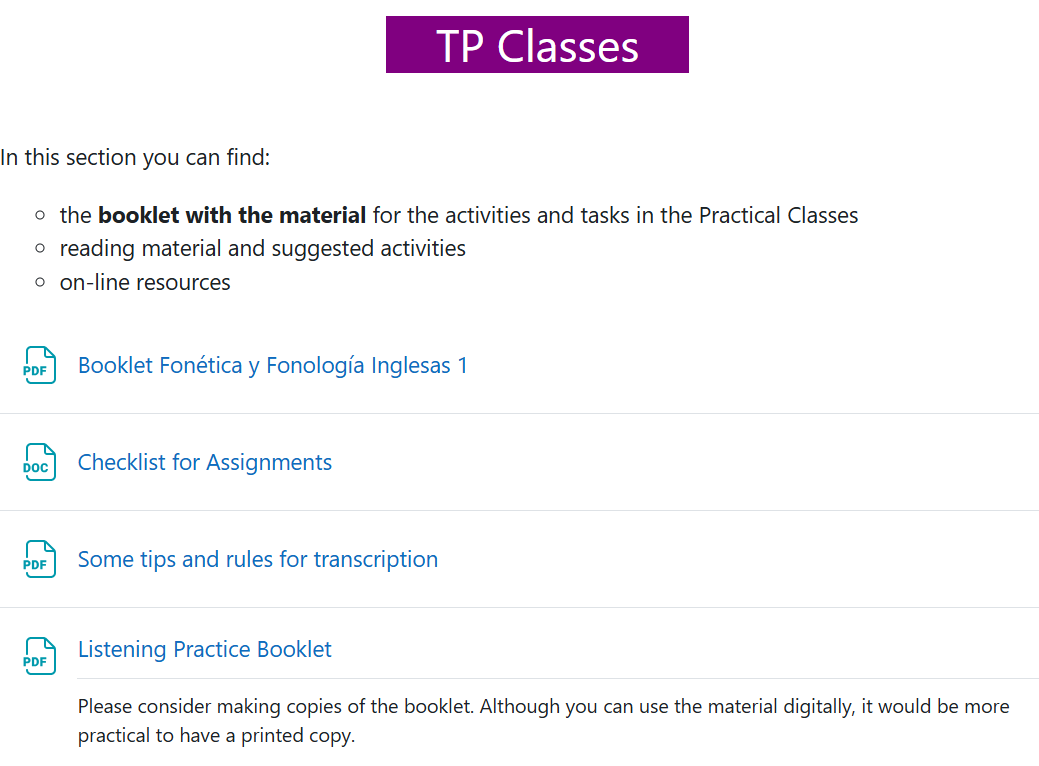 TP Classes
In this section you can find:
the booklet with the material for the activities and tasks in the Practical Classes
reading material and suggested activities
on-line resources
PDF Booklet Fonética y Fonología Inglesas 1
DOC Checklist for Assignments
PDF Some tips and rules for transcription
PDF Listening Practice Booklet
Please consider making copies of the booklet. Although you can use the material digitally, it would be more
practical to have a printed copy.